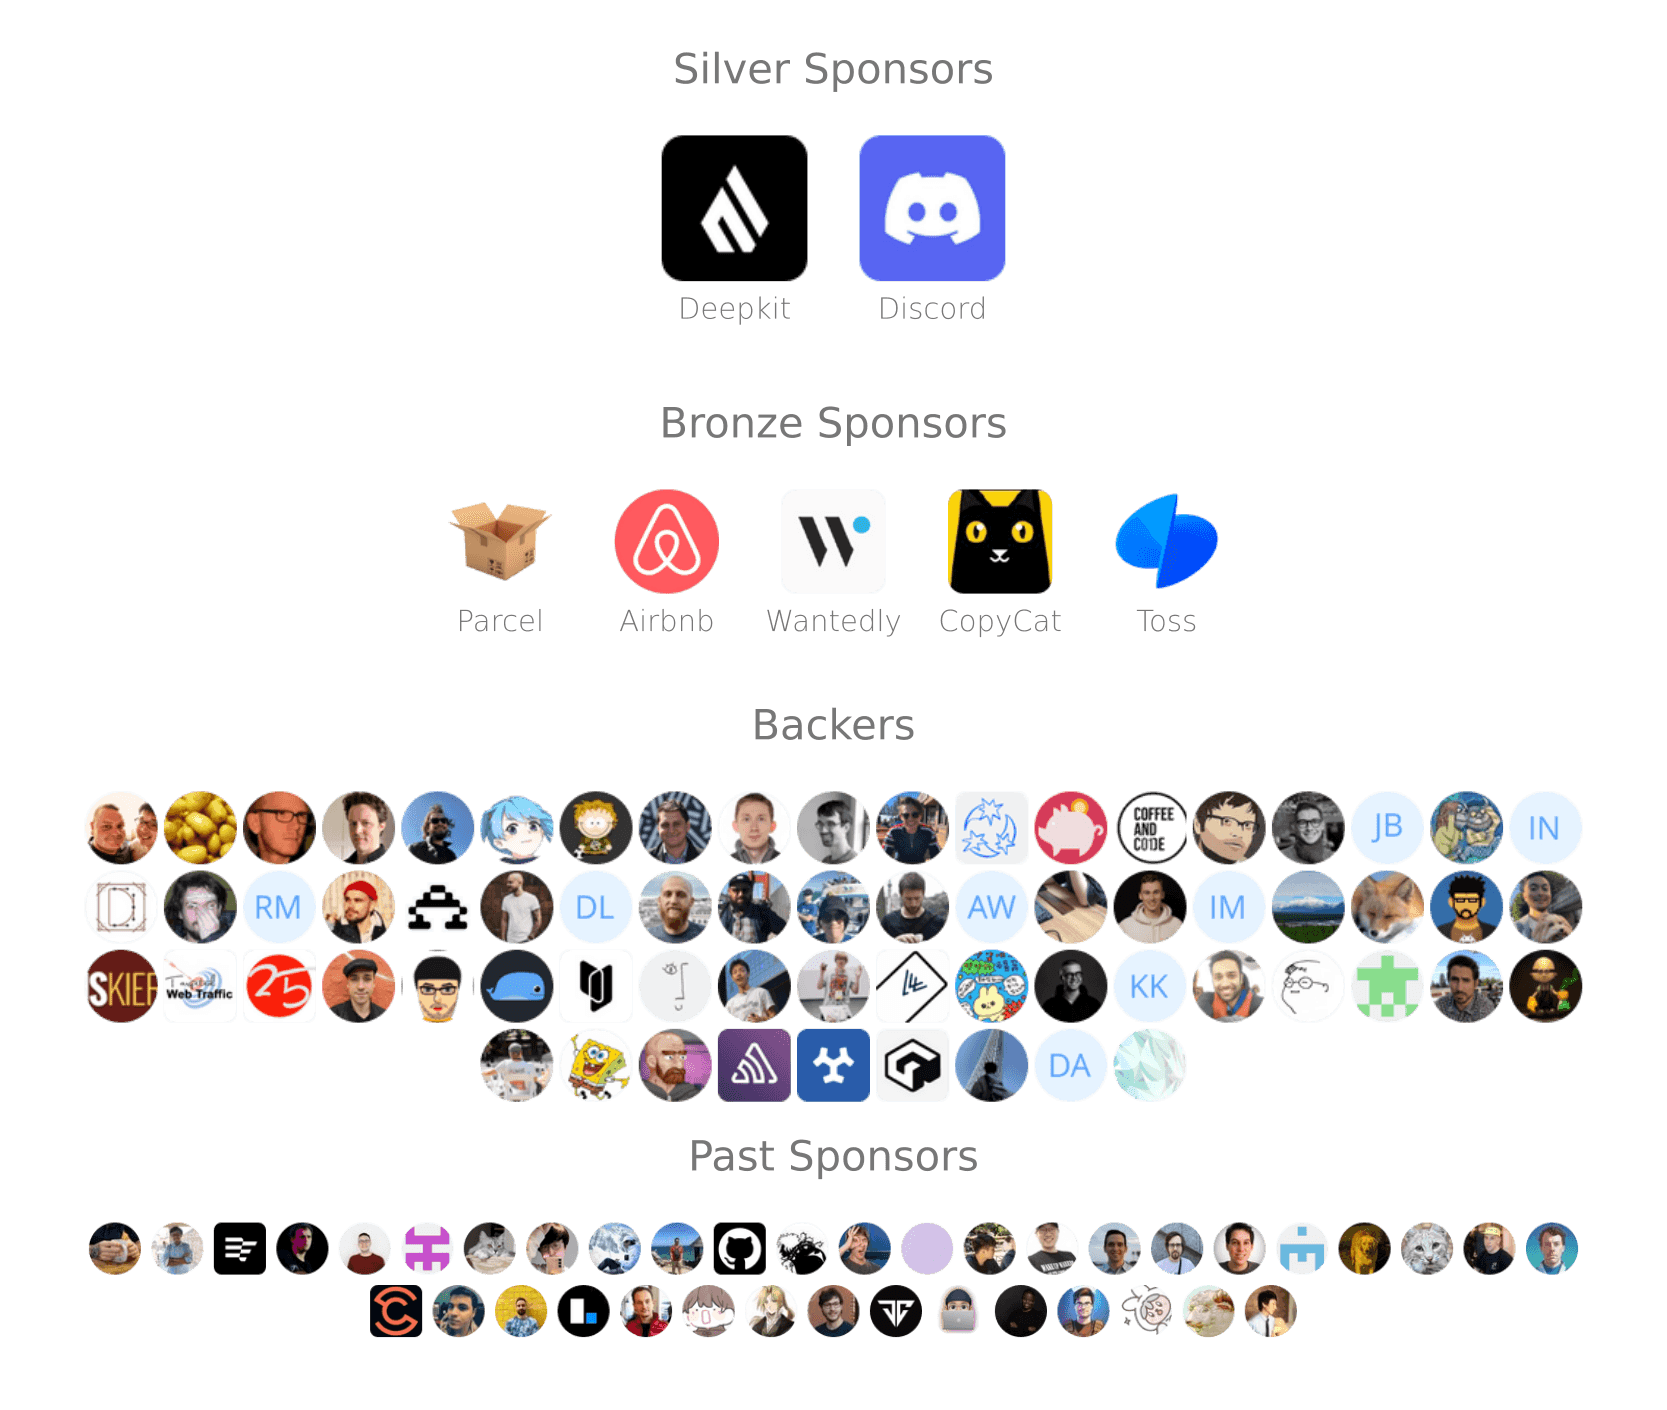 Silver Sponsors
Deepkit
Discord
Bronze Sponsors
Parcel
Airbnb
Wantedly
CopyCat
Toss
Backers
COFFEE
AND
CODE
JB
IN
RM
DL
AW
IM
SKIEF
Web Traffic
25
KK
DA
Past Sponsors